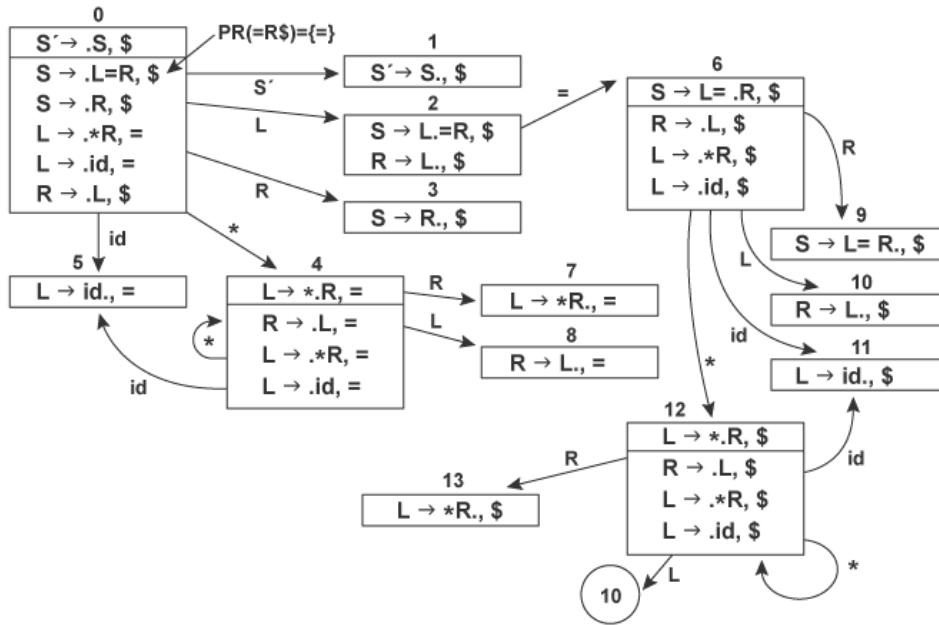 0
S´→ .S, $
S → .L=R, $
S → .R, $
L → .*R, =
L → .id, =
R → .L, $
PR(=R$)={=}
S´
1
S´→ S., $
L
2
S → L.=R, $
R → L., $
R
3
S → R., $
=
6
S → L= .R, $
R → .L, $
L → .*R, $
L → .id, $
R
9
S → L= R., $
L
10
R → L., $
id
11
L → id., $
*
id
5
L → id., =
*
4
L → *.R, =
R → .L, =
L → .*R, =
L → .id, =
*
id
R
7
L → *R., =
L
8
R → L., =
12
L → *.R, $
R → .L, $
L → .*R, $
L → .id, $
id
R
13
L → *R., $
L
10
*